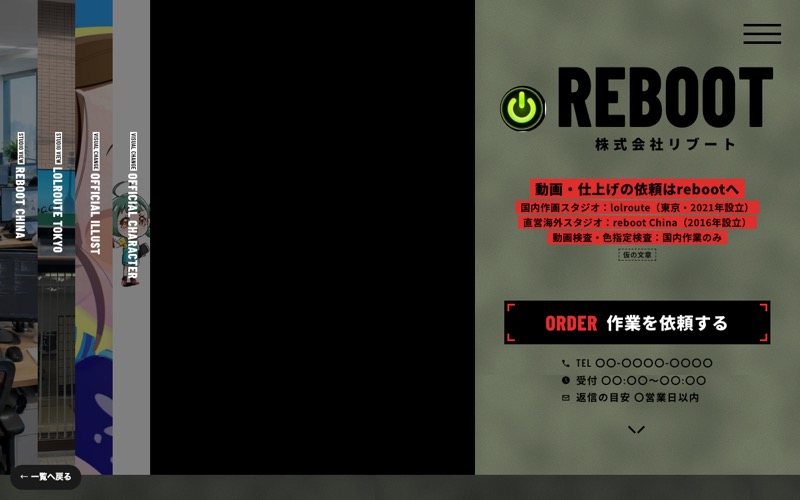 STUDIO VIEW REBOOT CHINA
STUDIO VIEW LOLROUTE TOKYO
VISUAL CHANGE OFFICIAL ILLUST
VISUAL CHANGE OFFICIAL CHARACTER
REBOOT
株式会社リブート
動画・仕上げの依頼はrebootへ
国内作画スタジオ：lolroute（東京・2021年設立）
直営海外スタジオ：reboot China（2016年設立）
動画検査・色指定検査：国内作業のみ
仮の文章
ORDER 作業を依頼する
TEL 〇〇-〇〇〇〇-〇〇〇〇
受付 〇〇:〇〇〜〇〇:〇〇
返信の目安 〇営業日以内
← 一覧へ戻る